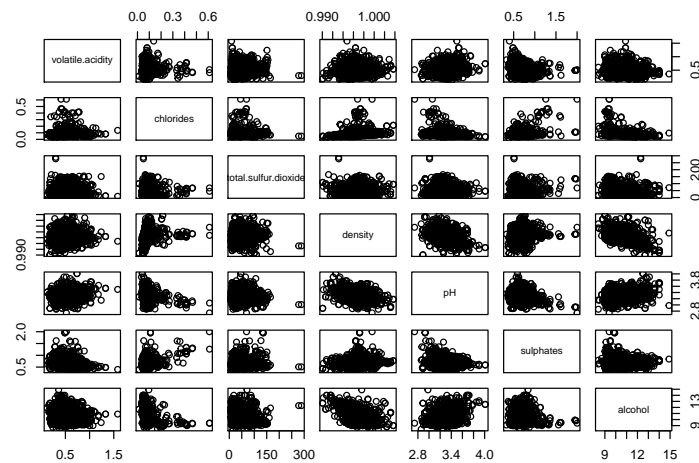 0.0 0.3 0.6 0.990 1.000 0.5 1.5
volatile.acidity 0.5
0.0 0.5 chlorides
total.sulfur.dioxide 0 200
0.990 density
pH 2.8 3.8
0.5 2.0 sulphates
alcohol 9 13
0.5 1.5 0 150 300 2.8 3.4 4.0 9 12 15